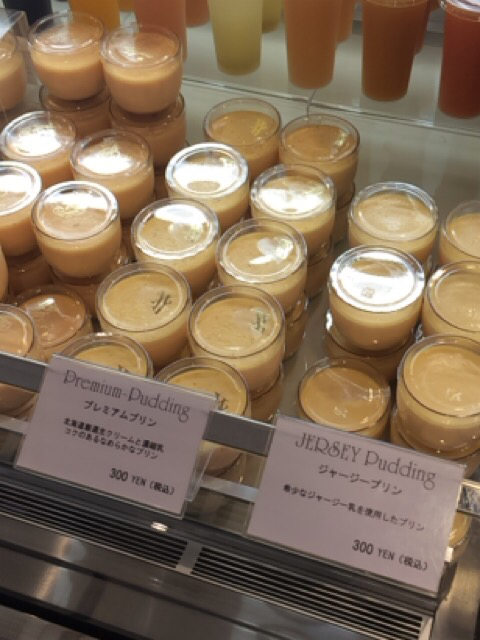 Premium-Pudding
プレミアムプリン
北海道厳選生クリームと濃縮乳
コクのあるなめらかなプリン
300 YEN (税込)
JERSEY Pudding
ジャージープリン
希少なジャージー乳を使用したプリン
300 YEN (税込)